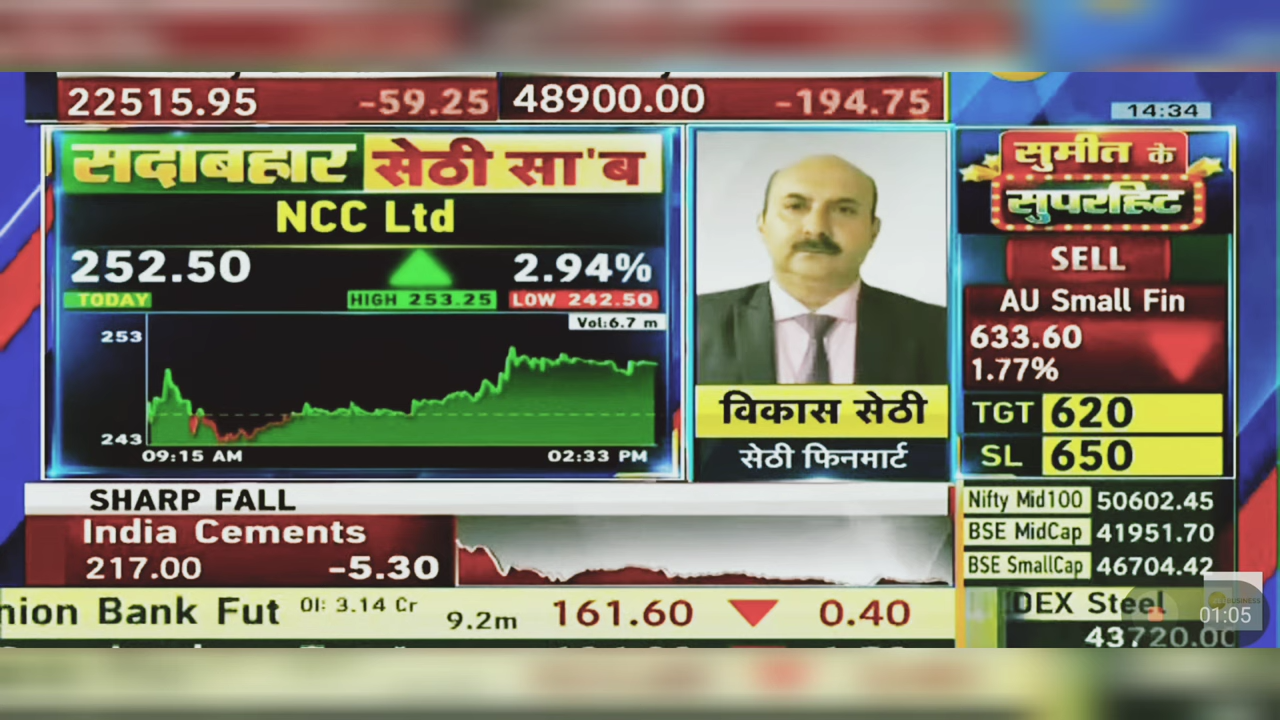 22515.95 -59.25 48900.00 -194.75
14:34
सदाबहार सेठी सा'ब
NCC Ltd
252.50 2.94%
TODAY HIGH 253.25 LOW 242.50
Vol:6.7 m
253
243
09:15 AM 02:33 PM
विकास सेठी
सेठी फिनमार्ट
सुमीत के
सुपरहिट
SELL
AU Small Fin
633.60
1.77%
TGT 620
SL 650
SHARP FALL
India Cements
217.00 -5.30
Nifty Mid100 50602.45
BSE MidCap 41951.70
BSE SmallCap 46704.42
nion Bank Fut OI: 3.14 Cr 9.2m 161.60 0.40
DEX Steel
BUSINESS
01:05